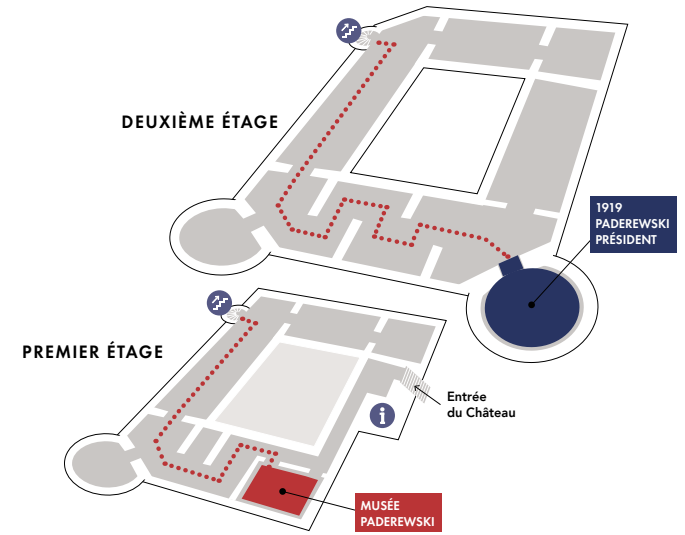 DEUXIÈME ÉTAGE
1919
PADEREWSKI
PRÉSIDENT
PREMIER ÉTAGE
Entrée
du Château
i
MUSÉE
PADEREWSKI